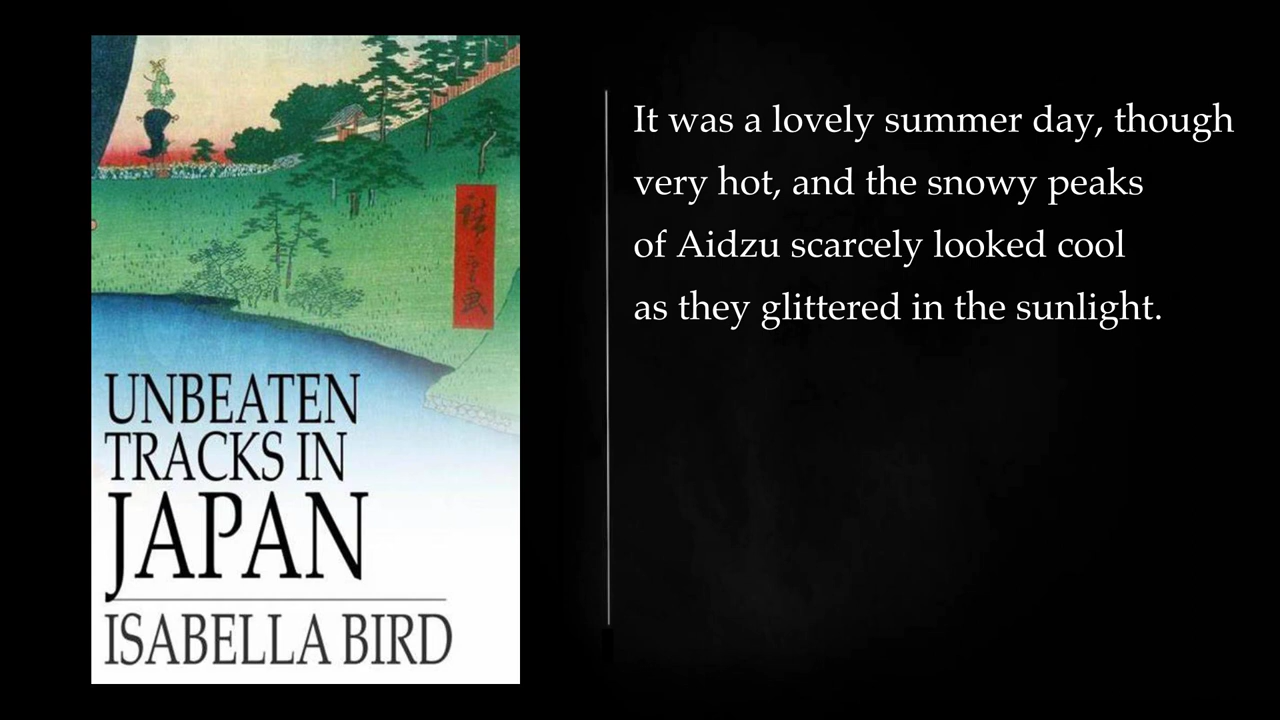 UNBEATEN
TRACKS IN
JAPAN
ISABELLA BIRD
It was a lovely summer day, though
very hot, and the snowy peaks
of Aidzu scarcely looked cool
as they glittered in the sunlight.